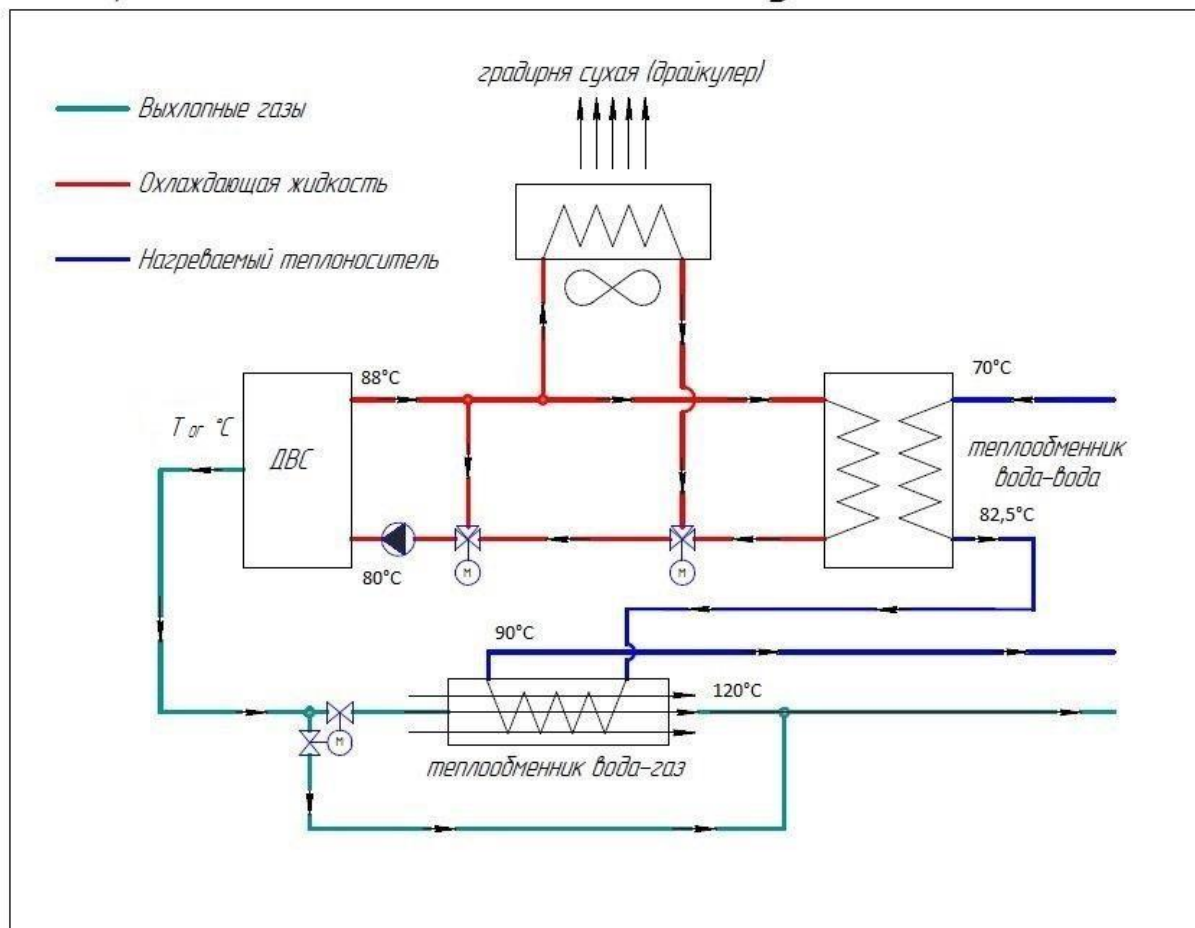 градирня сухая (драйкулер)
Выхлопные газы
Охлаждающая жидкость
Нагреваемый теплоноситель
88°C
70°C
Т ог °С
ДВС
теплообменник
вода-вода
82,5°C
80°C
М
М
90°C
120°C
М
теплообменник вода-газ